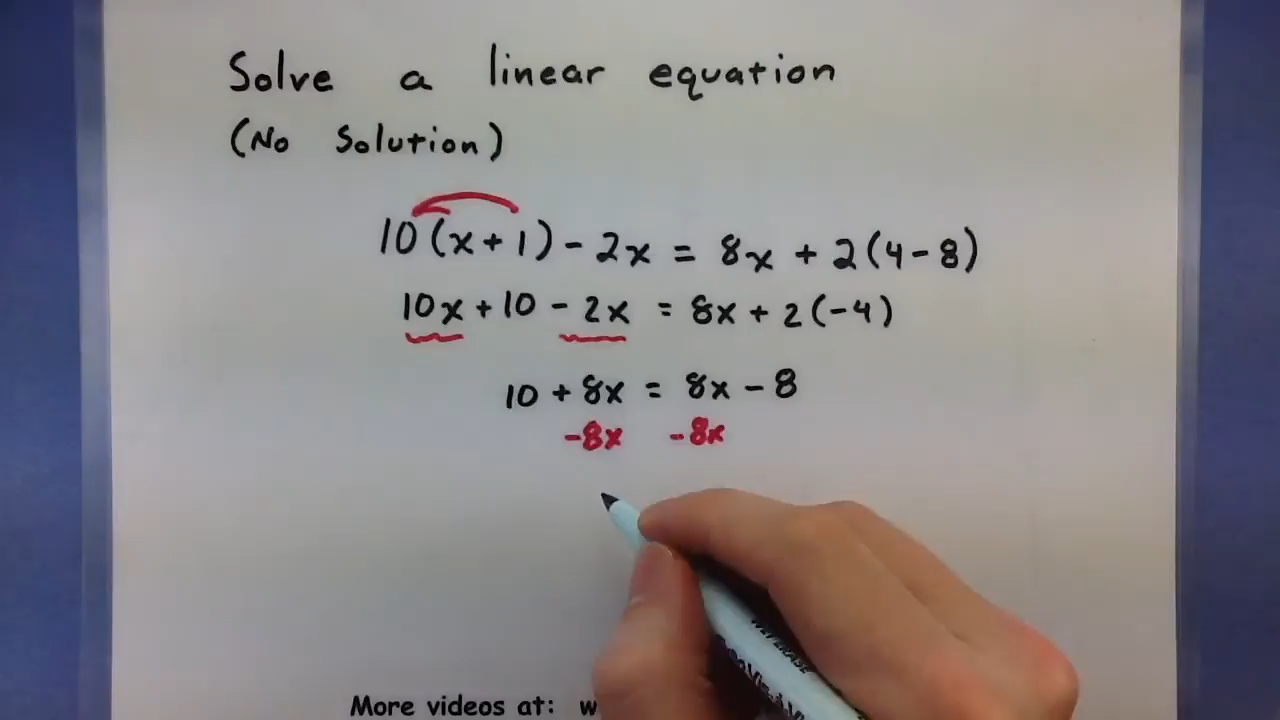 Solve a linear equation
(No Solution)
10(x+1)-2x = 8x + 2(4-8)
10x + 10 - 2x = 8x + 2(-4)
10 + 8x = 8x - 8
-8x -8x
More videos at: